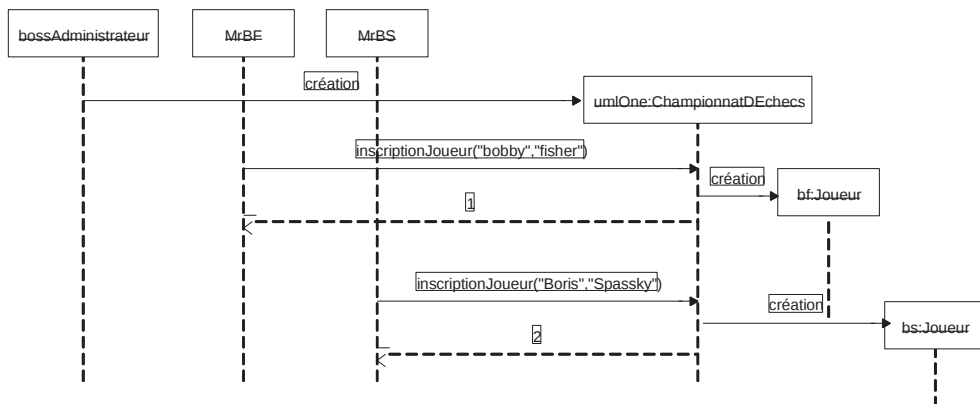 bossAdministrateur
MrBF
MrBS
création
umlOne:ChampionnatDEchecs
inscriptionJoueur("bobby","fisher")
création
bf:Joueur
1
inscriptionJoueur("Boris","Spassky")
création
bs:Joueur
2